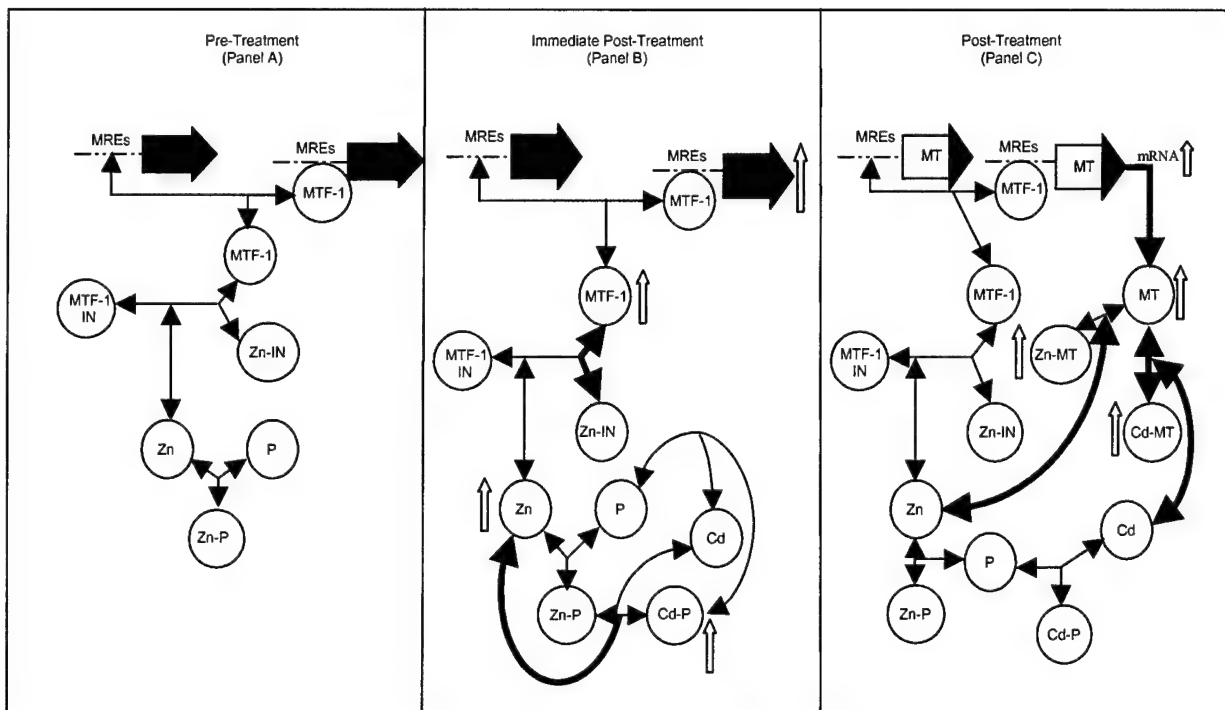 Pre-Treatment
(Panel A)
MREs
MREs
MTF-1
MTF-1
MTF-1
IN
Zn-IN
Zn
P
Zn-P
Immediate Post-Treatment
(Panel B)
MREs
MREs
MTF-1
MTF-1
MTF-1
IN
Zn-IN
Zn
P
Cd
Zn-P
Cd-P
Post-Treatment
(Panel C)
MREs
MT
MREs
MT
mRNA
MTF-1
MTF-1
MT
MTF-1
IN
Zn-MT
Zn-IN
Cd-MT
Zn
Cd
P
Zn-P
Cd-P